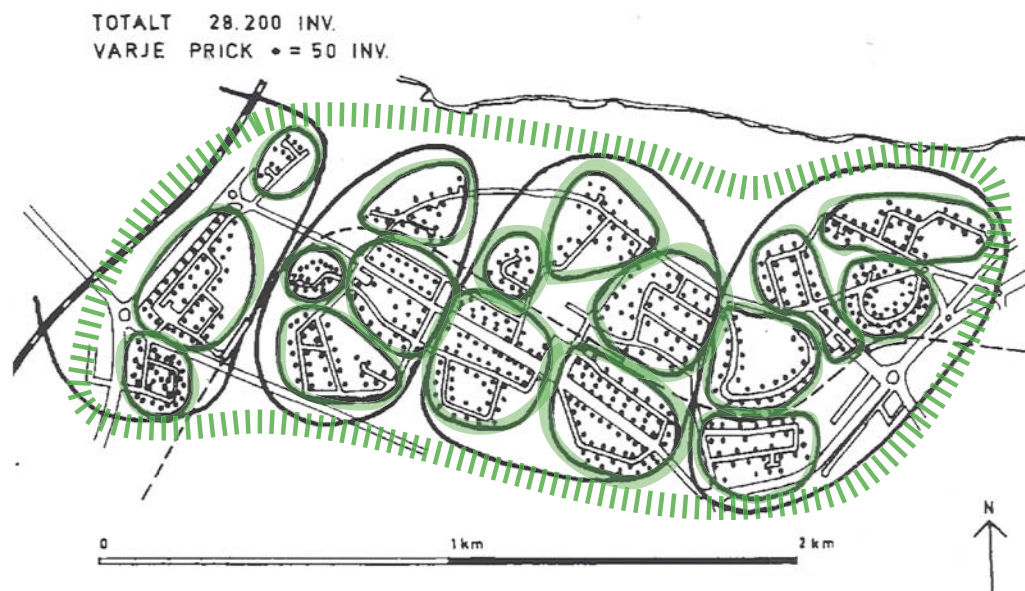 TOTALT 28.200 INV.
VARJE PRICK • = 50 INV.
N
0 1 km 2 km